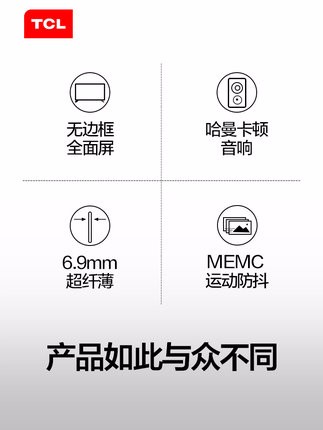 TCL
无边框
全面屏
哈曼卡顿
音响
6.9mm
超纤薄
MEMC
运动防抖
产品如此与众不同